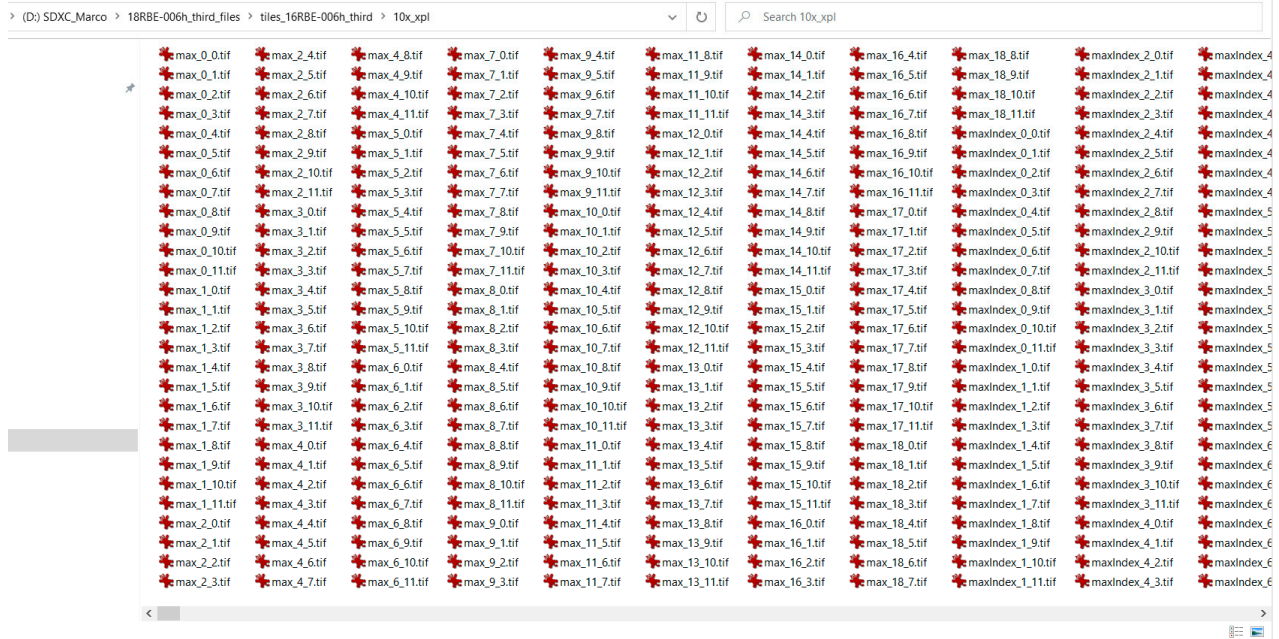 (D:) SDXC_Marco > 18RBE-006h_third_files > tiles_16RBE-006h_third > 10x_xpl Search 10x_xpl
max_0_0.tif max_2_4.tif max_4_8.tif max_7_0.tif max_9_4.tif max_11_8.tif max_14_0.tif max_16_4.tif max_18_8.tif maxIndex_2_0.tif maxIndex_4
max_0_1.tif max_2_5.tif max_4_9.tif max_7_1.tif max_9_5.tif max_11_9.tif max_14_1.tif max_16_5.tif max_18_9.tif maxIndex_2_1.tif maxIndex_4
max_0_2.tif max_2_6.tif max_4_10.tif max_7_2.tif max_9_6.tif max_11_10.tif max_14_2.tif max_16_6.tif max_18_10.tif maxIndex_2_2.tif maxIndex_4
max_0_3.tif max_2_7.tif max_4_11.tif max_7_3.tif max_9_7.tif max_11_11.tif max_14_3.tif max_16_7.tif max_18_11.tif maxIndex_2_3.tif maxIndex_4
max_0_4.tif max_2_8.tif max_5_0.tif max_7_4.tif max_9_8.tif max_12_0.tif max_14_4.tif max_16_8.tif maxIndex_0_0.tif maxIndex_2_4.tif maxIndex_4
max_0_5.tif max_2_9.tif max_5_1.tif max_7_5.tif max_9_9.tif max_12_1.tif max_14_5.tif max_16_9.tif maxIndex_0_1.tif maxIndex_2_5.tif maxIndex_4
max_0_6.tif max_2_10.tif max_5_2.tif max_7_6.tif max_9_10.tif max_12_2.tif max_14_6.tif max_16_10.tif maxIndex_0_2.tif maxIndex_2_6.tif maxIndex_4
max_0_7.tif max_2_11.tif max_5_3.tif max_7_7.tif max_9_11.tif max_12_3.tif max_14_7.tif max_16_11.tif maxIndex_0_3.tif maxIndex_2_7.tif maxIndex_4
max_0_8.tif max_3_0.tif max_5_4.tif max_7_8.tif max_10_0.tif max_12_4.tif max_14_8.tif max_17_0.tif maxIndex_0_4.tif maxIndex_2_8.tif maxIndex_5
max_0_9.tif max_3_1.tif max_5_5.tif max_7_9.tif max_10_1.tif max_12_5.tif max_14_9.tif max_17_1.tif maxIndex_0_5.tif maxIndex_2_9.tif maxIndex_5
max_0_10.tif max_3_2.tif max_5_6.tif max_7_10.tif max_10_2.tif max_12_6.tif max_14_10.tif max_17_2.tif maxIndex_0_6.tif maxIndex_2_10.tif maxIndex_5
max_0_11.tif max_3_3.tif max_5_7.tif max_7_11.tif max_10_3.tif max_12_7.tif max_14_11.tif max_17_3.tif maxIndex_0_7.tif maxIndex_2_11.tif maxIndex_5
max_1_0.tif max_3_4.tif max_5_8.tif max_8_0.tif max_10_4.tif max_12_8.tif max_15_0.tif max_17_4.tif maxIndex_0_8.tif maxIndex_3_0.tif maxIndex_5
max_1_1.tif max_3_5.tif max_5_9.tif max_8_1.tif max_10_5.tif max_12_9.tif max_15_1.tif max_17_5.tif maxIndex_0_9.tif maxIndex_3_1.tif maxIndex_5
max_1_2.tif max_3_6.tif max_5_10.tif max_8_2.tif max_10_6.tif max_12_10.tif max_15_2.tif max_17_6.tif maxIndex_0_10.tif maxIndex_3_2.tif maxIndex_5
max_1_3.tif max_3_7.tif max_5_11.tif max_8_3.tif max_10_7.tif max_12_11.tif max_15_3.tif max_17_7.tif maxIndex_0_11.tif maxIndex_3_3.tif maxIndex_5
max_1_4.tif max_3_8.tif max_6_0.tif max_8_4.tif max_10_8.tif max_13_0.tif max_15_4.tif max_17_8.tif maxIndex_1_0.tif maxIndex_3_4.tif maxIndex_5
max_1_5.tif max_3_9.tif max_6_1.tif max_8_5.tif max_10_9.tif max_13_1.tif max_15_5.tif max_17_9.tif maxIndex_1_1.tif maxIndex_3_5.tif maxIndex_5
max_1_6.tif max_3_10.tif max_6_2.tif max_8_6.tif max_10_10.tif max_13_2.tif max_15_6.tif max_17_10.tif maxIndex_1_2.tif maxIndex_3_6.tif maxIndex_5
max_1_7.tif max_3_11.tif max_6_3.tif max_8_7.tif max_10_11.tif max_13_3.tif max_15_7.tif max_17_11.tif maxIndex_1_3.tif maxIndex_3_7.tif maxIndex_5
max_1_8.tif max_4_0.tif max_6_4.tif max_8_8.tif max_11_0.tif max_13_4.tif max_15_8.tif max_18_0.tif maxIndex_1_4.tif maxIndex_3_8.tif maxIndex_6
max_1_9.tif max_4_1.tif max_6_5.tif max_8_9.tif max_11_1.tif max_13_5.tif max_15_9.tif max_18_1.tif maxIndex_1_5.tif maxIndex_3_9.tif maxIndex_6
max_1_10.tif max_4_2.tif max_6_6.tif max_8_10.tif max_11_2.tif max_13_6.tif max_15_10.tif max_18_2.tif maxIndex_1_6.tif maxIndex_3_10.tif maxIndex_6
max_1_11.tif max_4_3.tif max_6_7.tif max_8_11.tif max_11_3.tif max_13_7.tif max_15_11.tif max_18_3.tif maxIndex_1_7.tif maxIndex_3_11.tif maxIndex_6
max_2_0.tif max_4_4.tif max_6_8.tif max_9_0.tif max_11_4.tif max_13_8.tif max_16_0.tif max_18_4.tif maxIndex_1_8.tif maxIndex_4_0.tif maxIndex_6
max_2_1.tif max_4_5.tif max_6_9.tif max_9_1.tif max_11_5.tif max_13_9.tif max_16_1.tif max_18_5.tif maxIndex_1_9.tif maxIndex_4_1.tif maxIndex_6
max_2_2.tif max_4_6.tif max_6_10.tif max_9_2.tif max_11_6.tif max_13_10.tif max_16_2.tif max_18_6.tif maxIndex_1_10.tif maxIndex_4_2.tif maxIndex_6
max_2_3.tif max_4_7.tif max_6_11.tif max_9_3.tif max_11_7.tif max_13_11.tif max_16_3.tif max_18_7.tif maxIndex_1_11.tif maxIndex_4_3.tif maxIndex_6